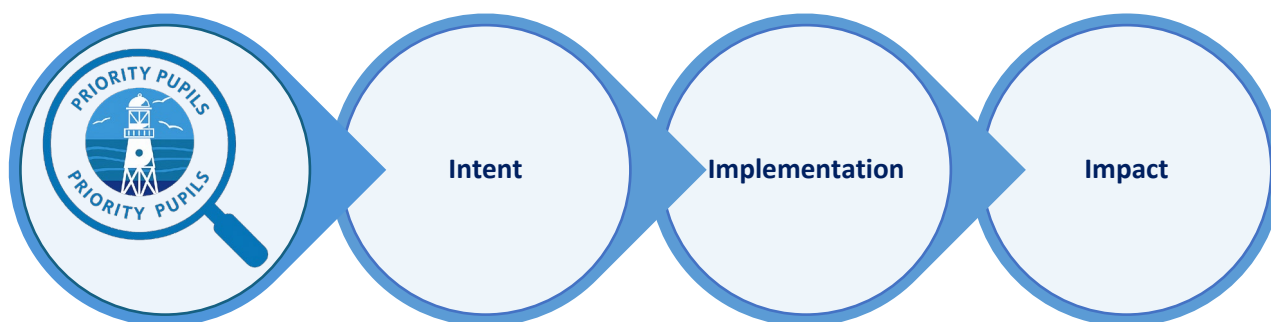 PRIORITY PUPILS
PRIORITY PUPILS
Intent
Implementation
Impact